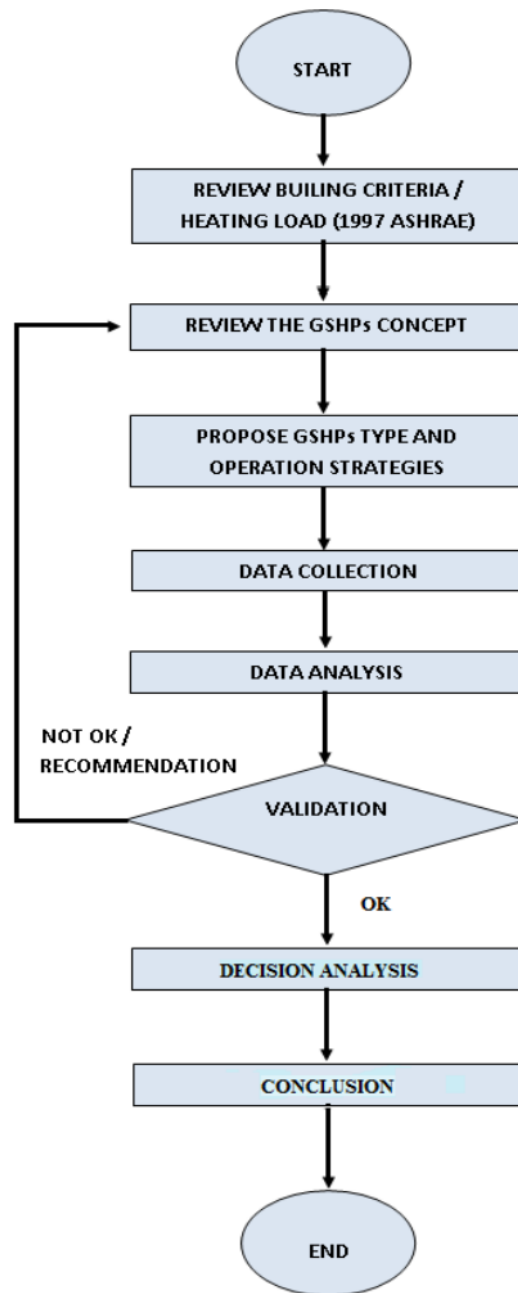 START
REVIEW BUILING CRITERIA /
HEATING LOAD (1997 ASHRAE)
REVIEW THE GSHPs CONCEPT
PROPOSE GSHPs TYPE AND
OPERATION STRATEGIES
DATA COLLECTION
DATA ANALYSIS
NOT OK /
RECOMMENDATION
VALIDATION
OK
DECISION ANALYSIS
CONCLUSION
END